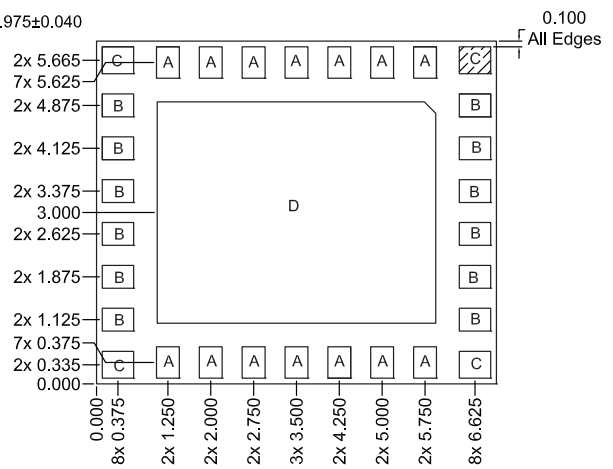 .975±0.040
0.100
All Edges
2x 5.665
7x 5.625
2x 4.875
2x 4.125
2x 3.375
3.000
2x 2.625
2x 1.875
2x 1.125
7x 0.375
2x 0.335
0.000
C A A A A A A A C
B B
B B
B B
D
B B
B B
B B
C A A A A A A A C
0.000
8x 0.375
2x 1.250
2x 2.000
2x 2.750
3x 3.500
2x 4.250
2x 5.000
2x 5.750
8x 6.625